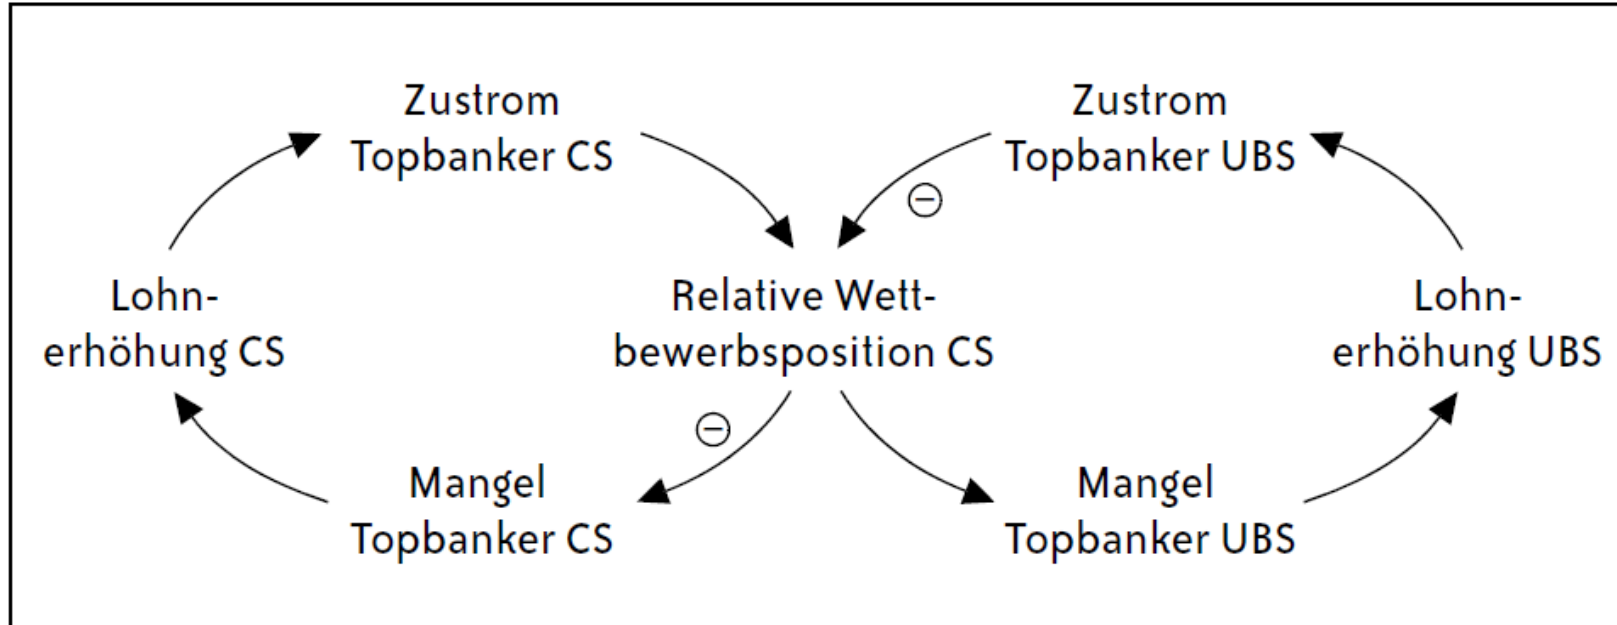 Zustrom
Topbanker CS
Zustrom
Topbanker UBS
⊖
Lohn-
erhöhung CS
Relative Wett-
bewerbsposition CS
Lohn-
erhöhung UBS
⊖
Mangel
Topbanker CS
Mangel
Topbanker UBS